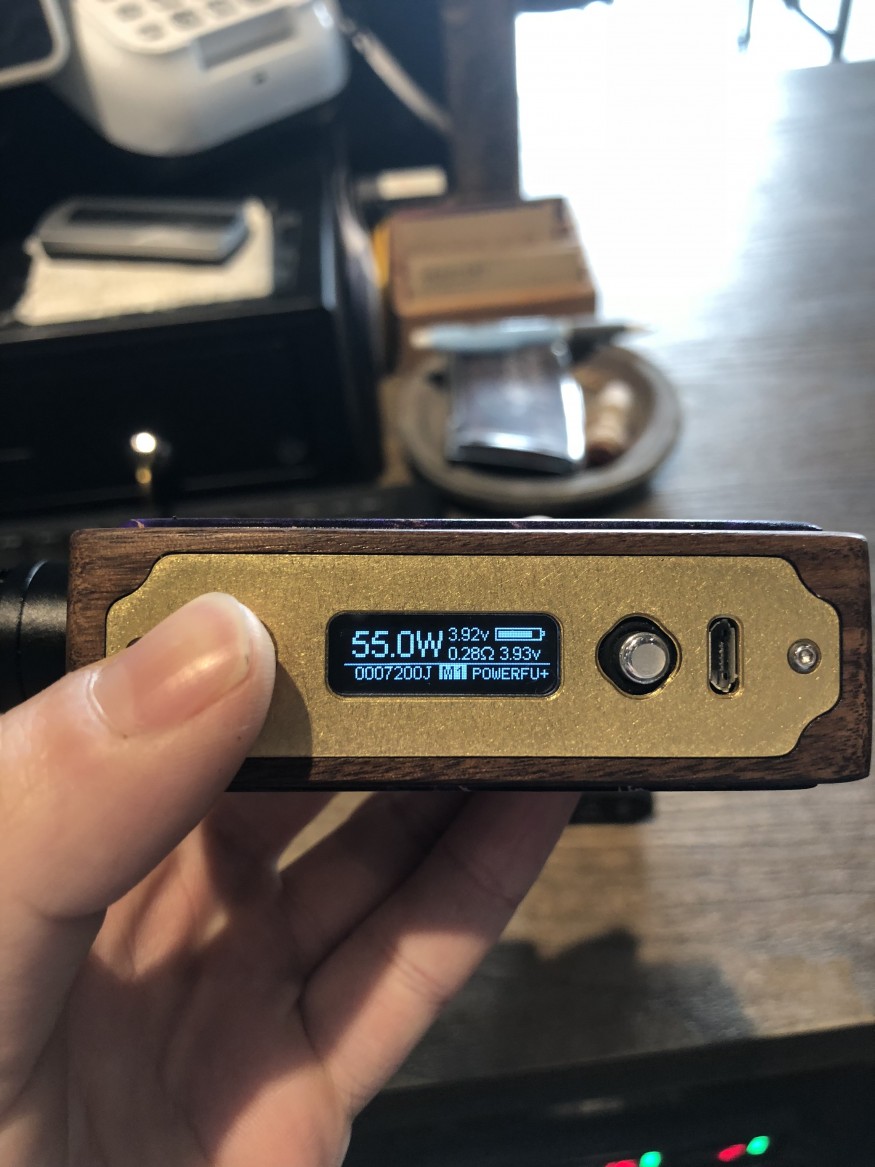 55.0W 3.92v
0.28Ω 3.93v
0007200J M1 POWERFU+